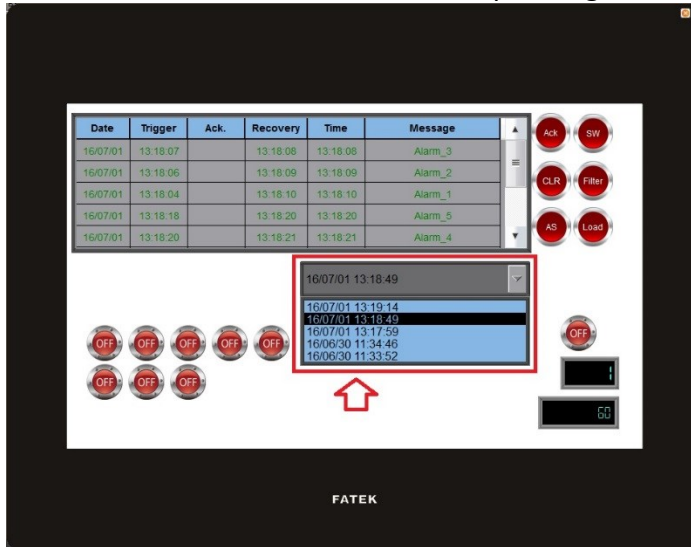 Date Trigger Ack. Recovery Time Message
16/07/01 13:18:07 13:18:08 13:18:08 Alarm_3
16/07/01 13:18:06 13:18:09 13:18:09 Alarm_2
16/07/01 13:18:04 13:18:10 13:18:10 Alarm_1
16/07/01 13:18:18 13:18:20 13:18:20 Alarm_5
16/07/01 13:18:20 13:18:21 13:18:21 Alarm_4
Ack SW
CLR Filter
AS Load
16/07/01 13:18:49
16/07/01 13:19:14
16/07/01 13:18:49
16/07/01 13:17:59
16/06/30 11:34:46
16/06/30 11:33:52
OFF OFF OFF OFF OFF
OFF OFF OFF
OFF
1
60
FATEK